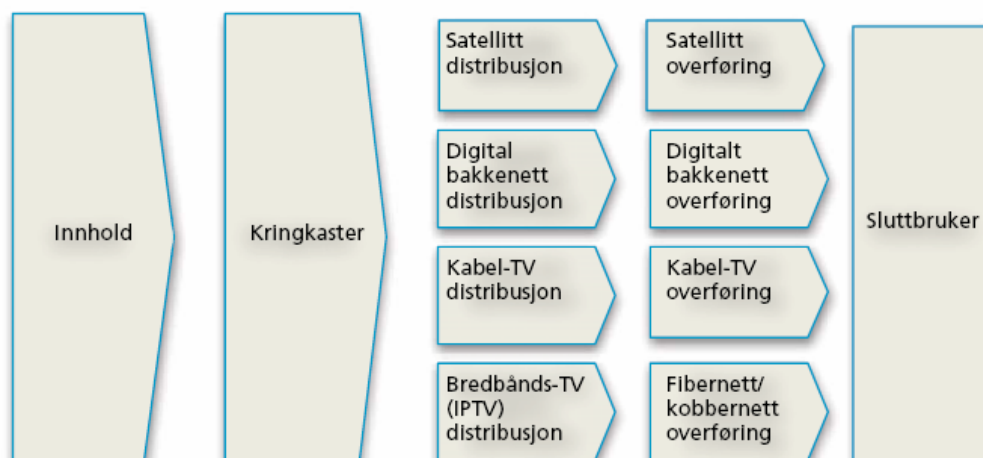 Innhold
Kringkaster
Satellitt
distribusjon
Digital
bakkenett
distribusjon
Kabel-TV
distribusjon
Bredbånds-TV
(IPTV)
distribusjon
Satellitt
overføring
Digitalt
bakkenett
overføring
Kabel-TV
overføring
Fibernett/
kobbernett
overføring
Sluttbruker